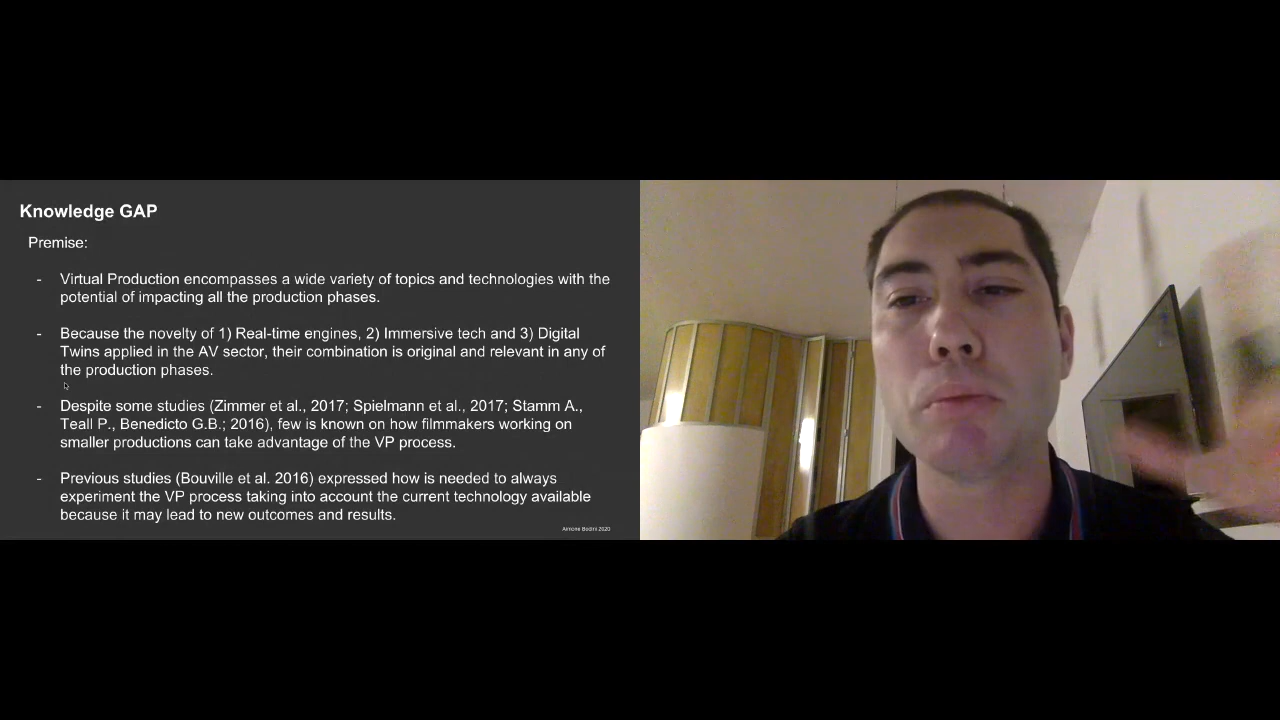 Knowledge GAP
Premise:
- Virtual Production encompasses a wide variety of topics and technologies with the
potential of impacting all the production phases.
- Because the novelty of 1) Real-time engines, 2) Immersive tech and 3) Digital
Twins applied in the AV sector, their combination is original and relevant in any of
the production phases.
- Despite some studies (Zimmer et al., 2017; Spielmann et al., 2017; Stamm A.,
Teall P., Benedicto G.B.; 2016), few is known on how filmmakers working on
smaller productions can take advantage of the VP process.
- Previous studies (Bouville et al. 2016) expressed how is needed to always
experiment the VP process taking into account the current technology available
because it may lead to new outcomes and results.
Aimone Bodini 2020